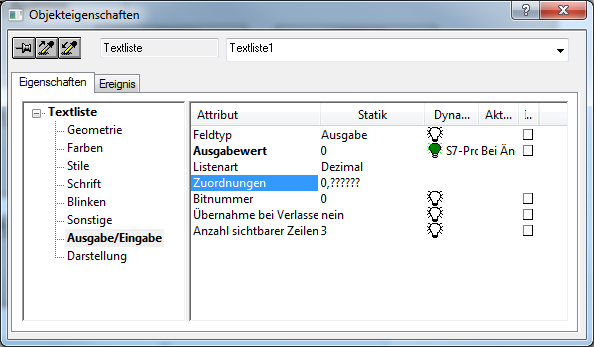 Objekteigenschaften
Textliste Textliste1
Eigenschaften Ereignis
Textliste
Geometrie
Farben
Stile
Schrift
Blinken
Sonstige
Ausgabe/Eingabe
Darstellung
Attribut Statik Dyna... Akt... I...
Feldtyp Ausgabe
Ausgabewert 0 S7-Pro Bei Än
Listenart Dezimal
Zuordnungen 0,??????
Bitnummer 0
Übernahme bei Verlasse nein
Anzahl sichtbarer Zeilen 3